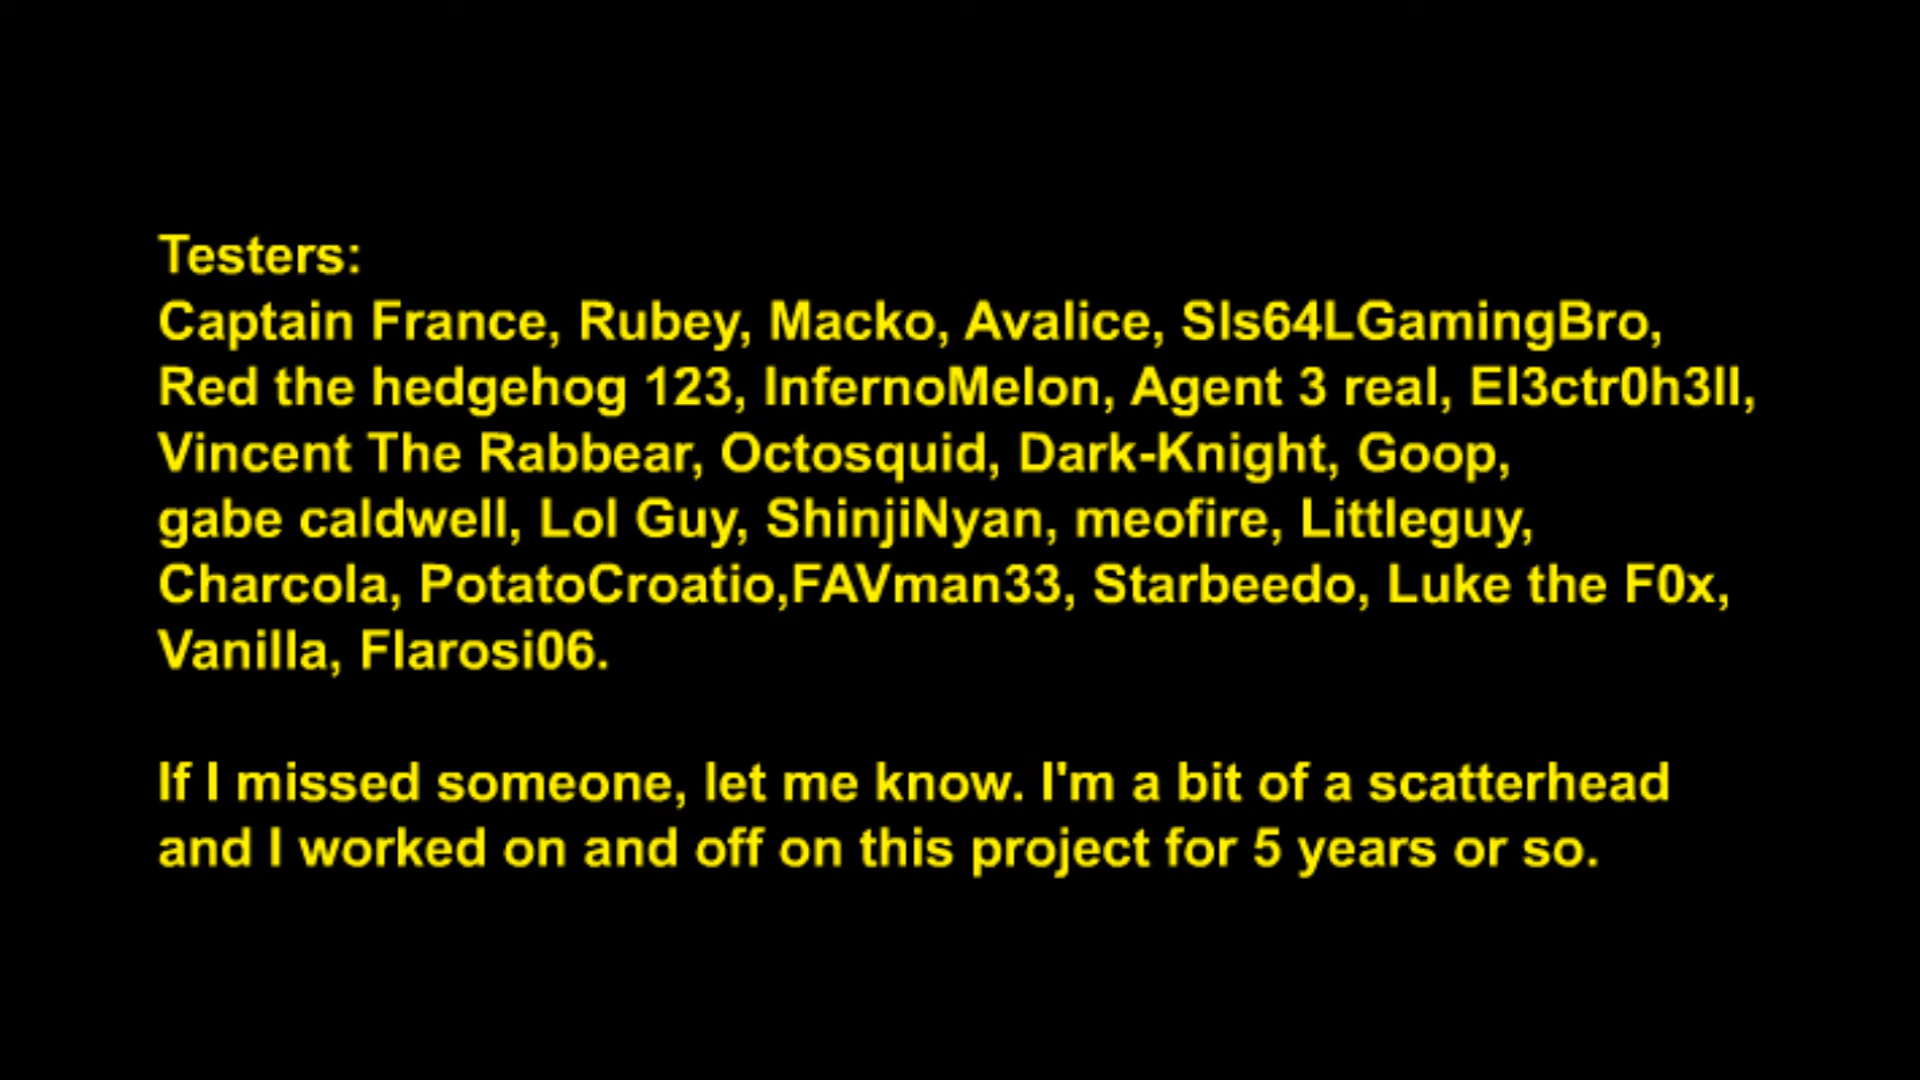 Testers:
Captain France, Rubey, Macko, Avalice, Sls64LGamingBro,
Red the hedgehog 123, InfernoMelon, Agent 3 real, El3ctr0h3ll,
Vincent The Rabbear, Octosquid, Dark-Knight, Goop,
gabe caldwell, Lol Guy, ShinjiNyan, meofire, Littleguy,
Charcola, PotatoCroatio,FAVman33, Starbeedo, Luke the F0x,
Vanilla, Flarosi06.
If I missed someone, let me know. I'm a bit of a scatterhead
and I worked on and off on this project for 5 years or so.